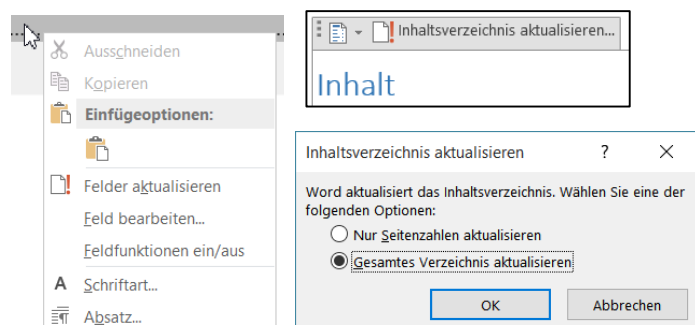 Ausschneiden
Kopieren
Einfügeoptionen:
Felder aktualisieren
Feld bearbeiten...
Feldfunktionen ein/aus
A Schriftart...
Absatz...
Inhaltsverzeichnis aktualisieren...
Inhalt
Inhaltsverzeichnis aktualisieren ?
Word aktualisiert das Inhaltsverzeichnis. Wählen Sie eine der
folgenden Optionen:
Nur Seitenzahlen aktualisieren
Gesamtes Verzeichnis aktualisieren
OK Abbrechen